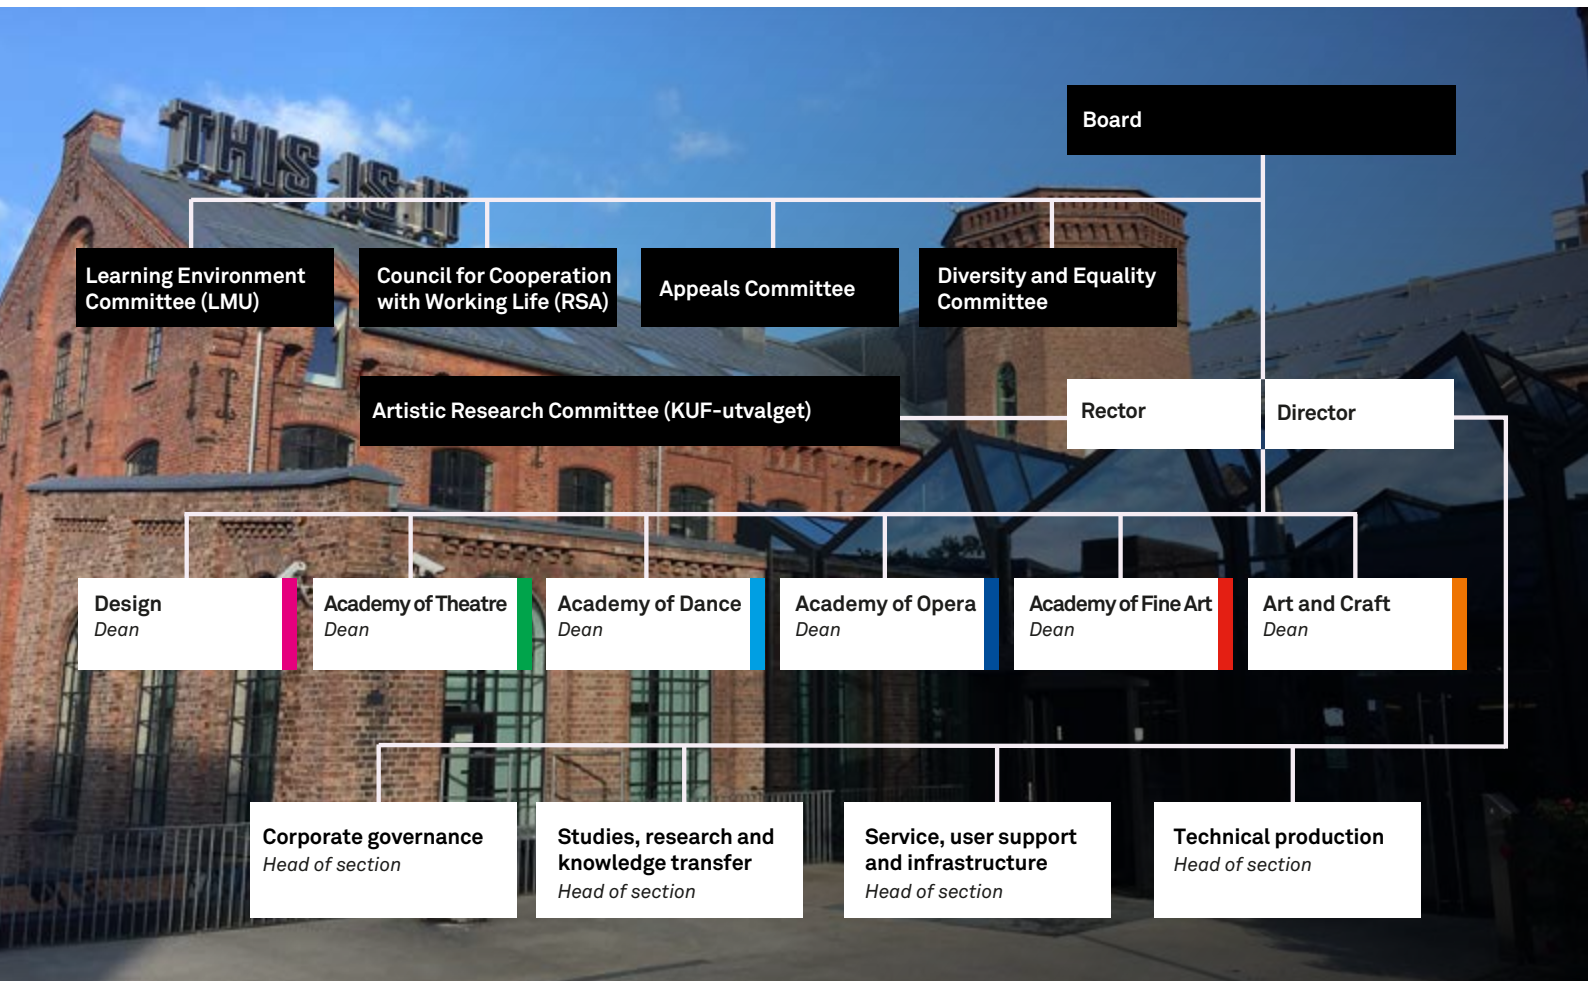 THIS IS IT
Board
Learning Environment
Committee (LMU)
Council for Cooperation
with Working Life (RSA)
Appeals Committee
Diversity and Equality
Committee
Artistic Research Committee (KUF-utvalget)
Rector
Director
Design
Dean
Academy of Theatre
Dean
Academy of Dance
Dean
Academy of Opera
Dean
Academy of Fine Art
Dean
Art and Craft
Dean
Corporate governance
Head of section
Studies, research and
knowledge transfer
Head of section
Service, user support
and infrastructure
Head of section
Technical production
Head of section